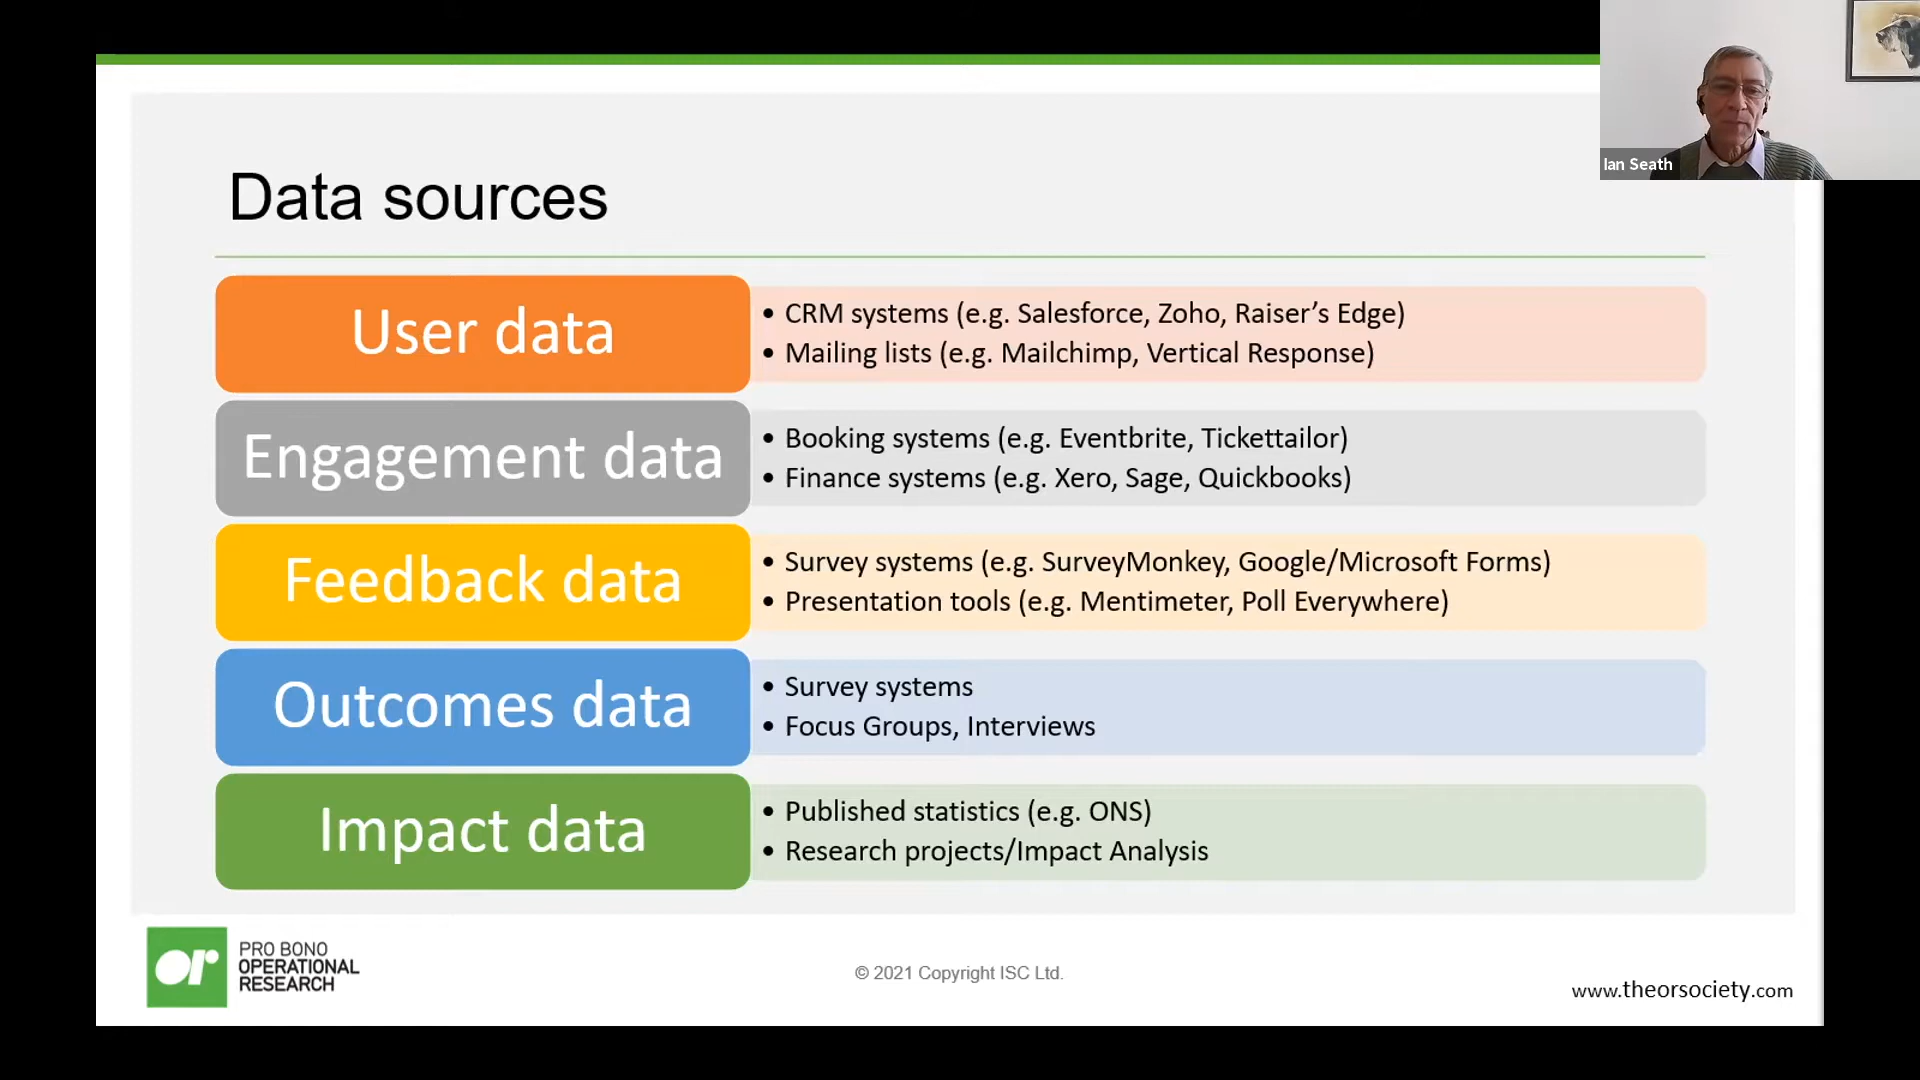 Ian Seath
Data sources
User data
• CRM systems (e.g. Salesforce, Zoho, Raiser’s Edge)
• Mailing lists (e.g. Mailchimp, Vertical Response)
Engagement data
• Booking systems (e.g. Eventbrite, Tickettailor)
• Finance systems (e.g. Xero, Sage, Quickbooks)
Feedback data
• Survey systems (e.g. SurveyMonkey, Google/Microsoft Forms)
• Presentation tools (e.g. Mentimeter, Poll Everywhere)
Outcomes data
• Survey systems
• Focus Groups, Interviews
Impact data
• Published statistics (e.g. ONS)
• Research projects/Impact Analysis
or
PRO BONO
OPERATIONAL
RESEARCH
© 2021 Copyright ISC Ltd.
www.theorsociety.com